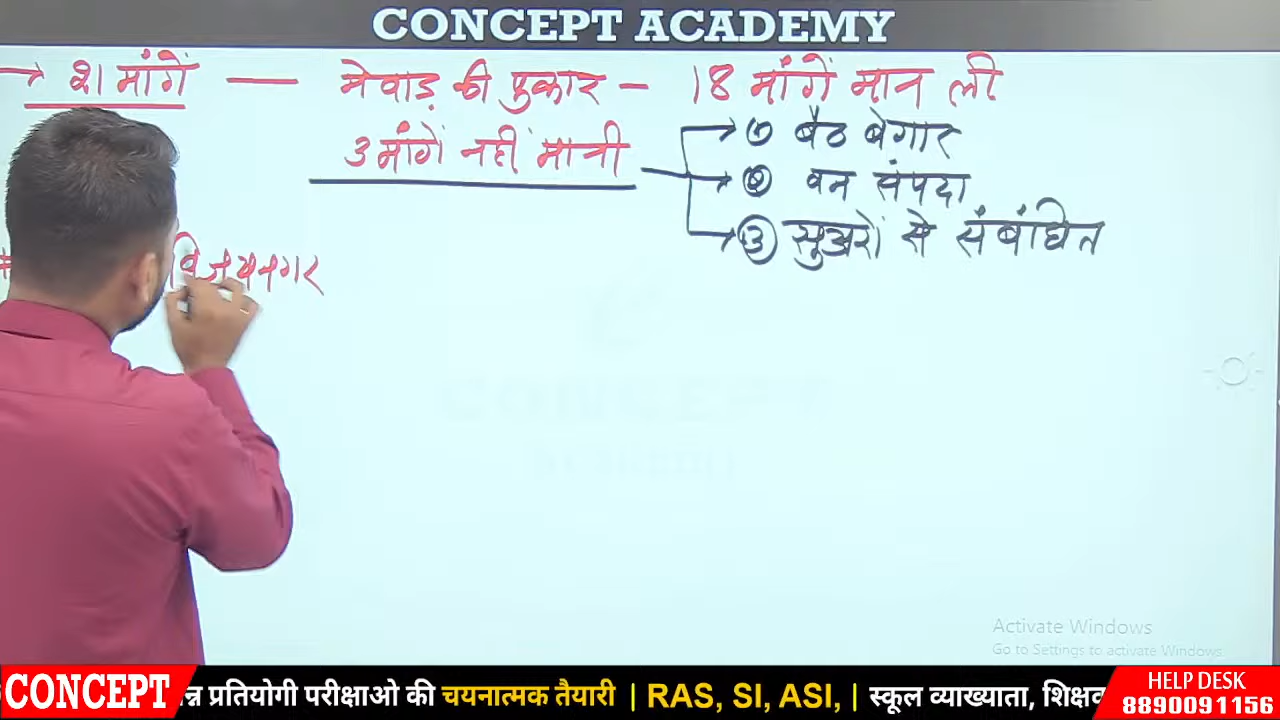 CONCEPT ACADEMY
→ 21 मांगें — मेवाड़ की पुकार - 18 मांगें मान ली
3 मांगें नहीं मानी
① बैठ बेगार
② वन संपदा
③ सुअरों से संबंधित
विजयनगर
CONCEPT
Activate Windows
Go to Settings to activate Windows.
CONCEPT
प्रतियोगी परीक्षाओ की चयनात्मक तैयारी | RAS, SI, ASI, | स्कूल व्याख्याता,
HELP DESK
8890091156